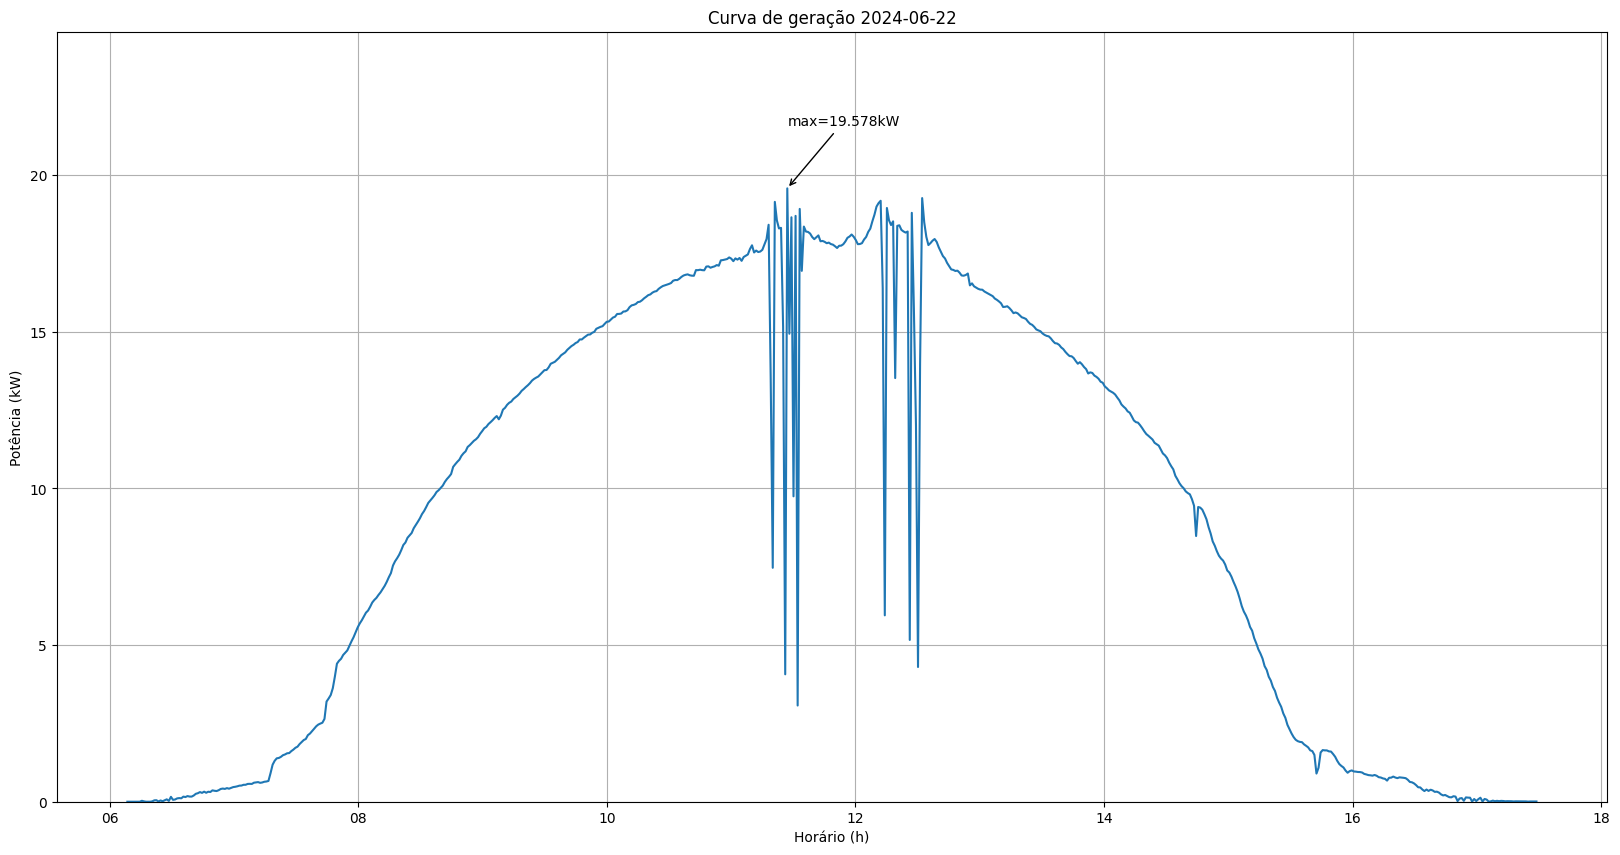 Curva de geração 2024-06-22
max=19.578kW
20
15
10
5
0
Potência (kW)
06 08 10 12 14 16 18
Horário (h)